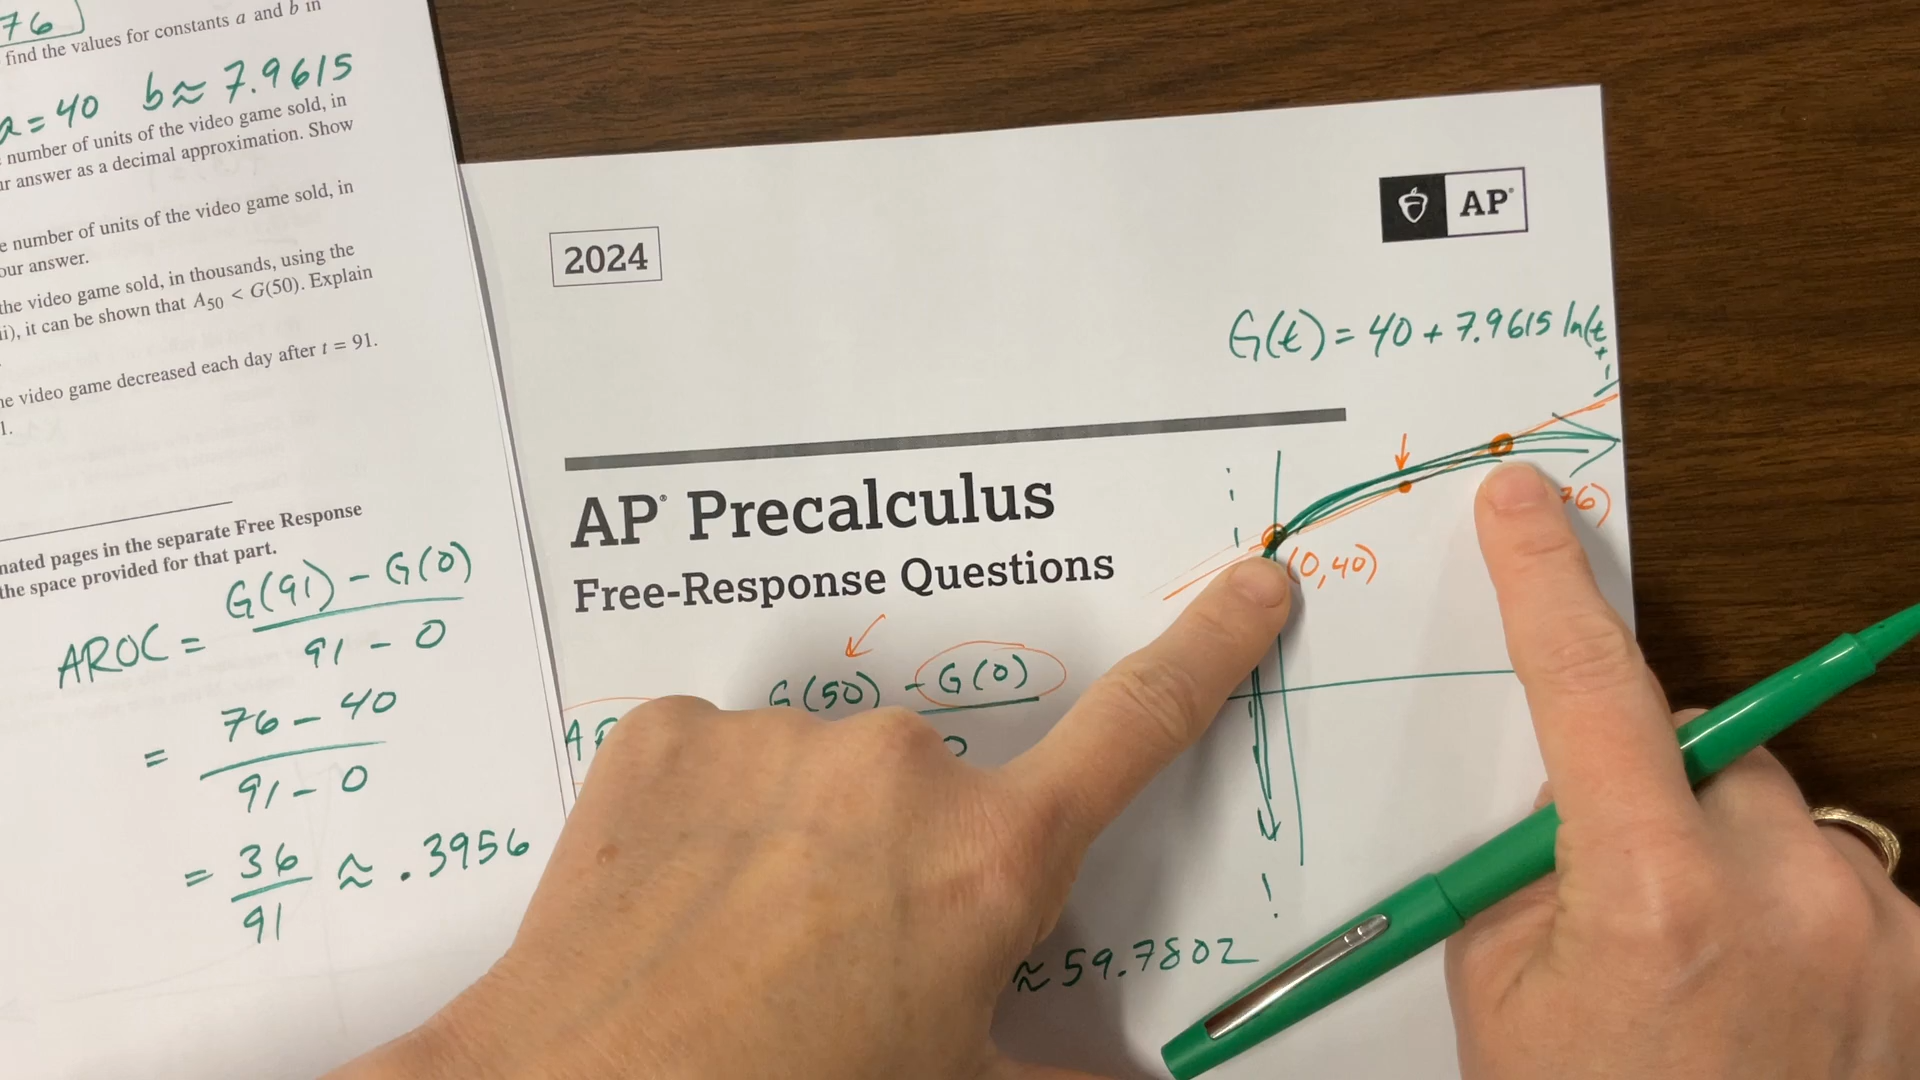 76
find the values for constants a and b in
a = 40 b ≈ 7.9615
number of units of the video game sold, in
answer as a decimal approximation. Show
number of units of the video game sold, in
our answer.
the video game sold, in thousands, using the
ii), it can be shown that A50 < G(50). Explain
video game decreased each day after t = 91.
1.
nated pages in the separate Free Response
the space provided for that part.
AROC = G(91) - G(0)
91 - 0
= 76 - 40
91 - 0
= 36 ≈ .3956
91
2024
AP®
G(t) = 40 + 7.9615 ln(t
+
1
AP® Precalculus
Free-Response Questions
(0,40)
76)
G(50) - G(0)
A
0
≈ 59.7802